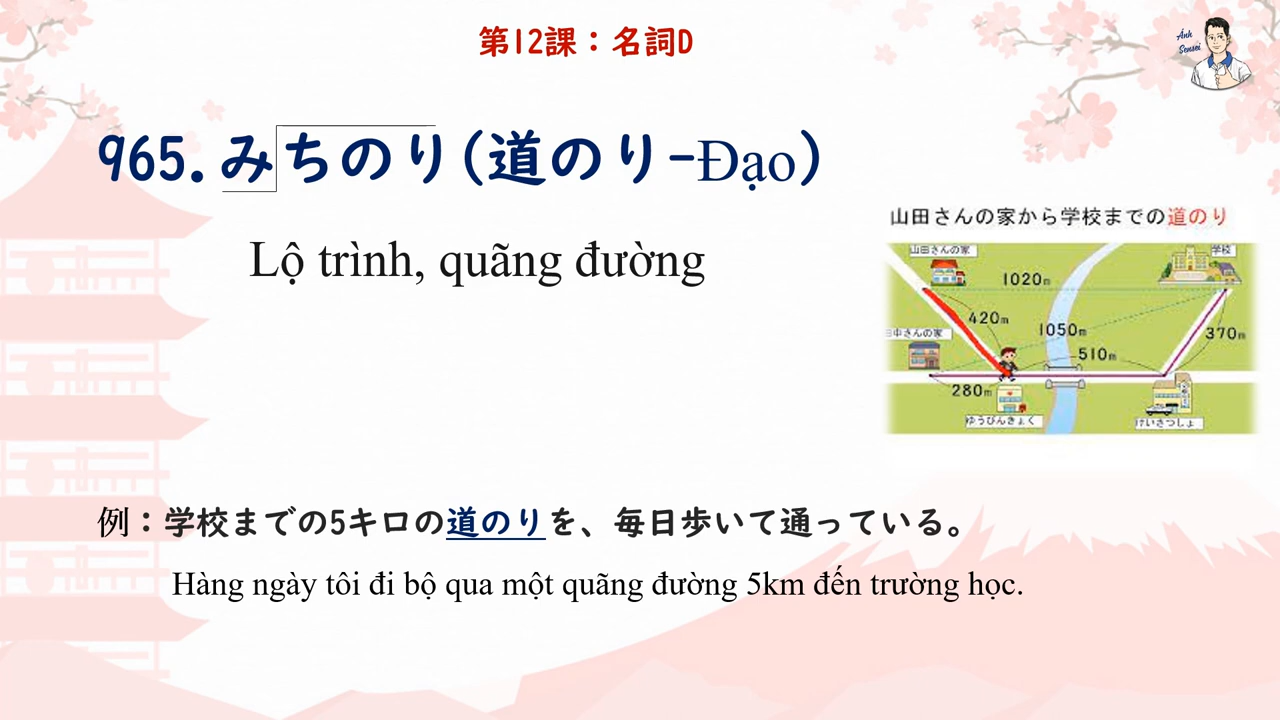 第12課：名詞D
Anh
Sensei
965.みちのり(道のり-Đạo)
Lộ trình, quãng đường
山田さんの家から学校までの道のり
山田さんの家
学校
1020m
420m
1050m
370m
田中さんの家
510m
280m
ゆうびんきょく
けいさつしょ
例：学校までの5キロの道のりを、毎日歩いて通っている。
Hàng ngày tôi đi bộ qua một quãng đường 5km đến trường học.